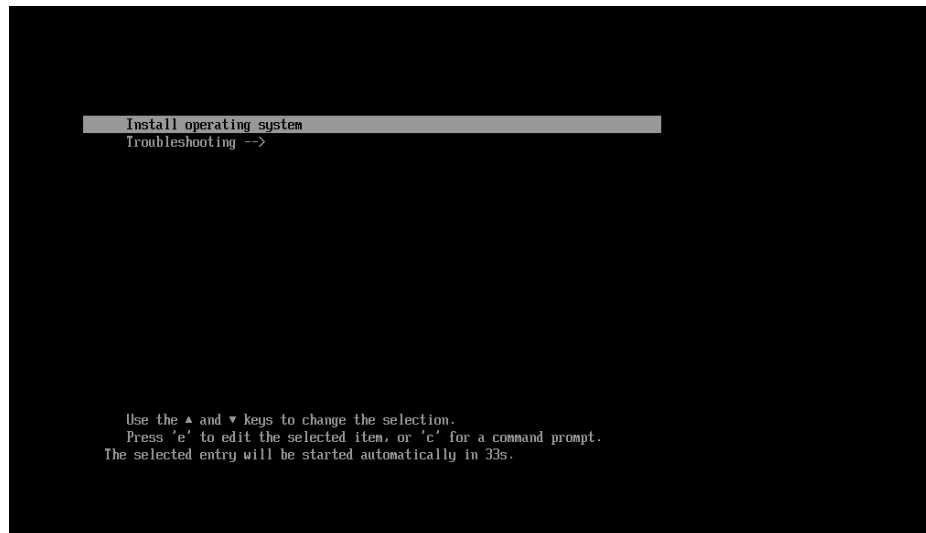 Install operating system
Troubleshooting -->
Use the ▲ and ▼ keys to change the selection.
Press 'e' to edit the selected item, or 'c' for a command prompt.
The selected entry will be started automatically in 33s.